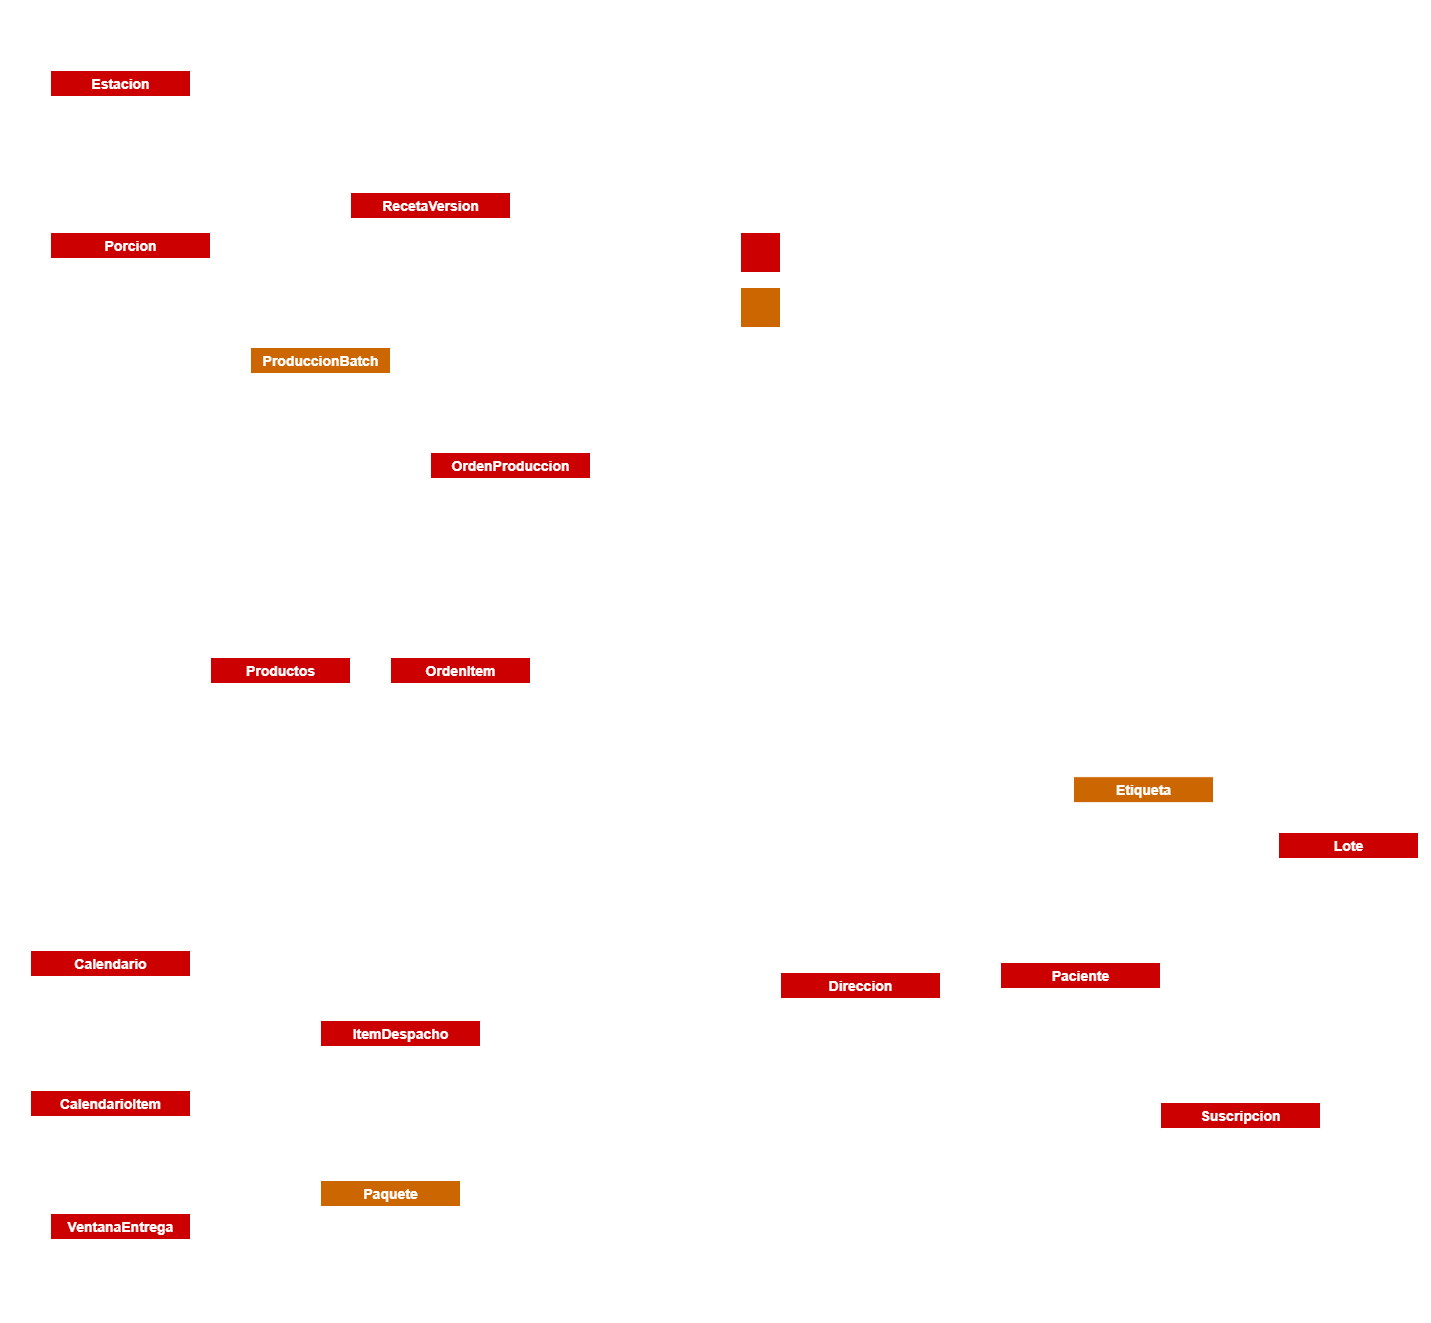 Estacion
RecetaVersion
Porcion
ProduccionBatch
OrdenProduccion
Productos
OrdenItem
Etiqueta
Lote
Calendario
Paciente
Direccion
ItemDespacho
CalendarioItem
Suscripcion
Paquete
VentanaEntrega